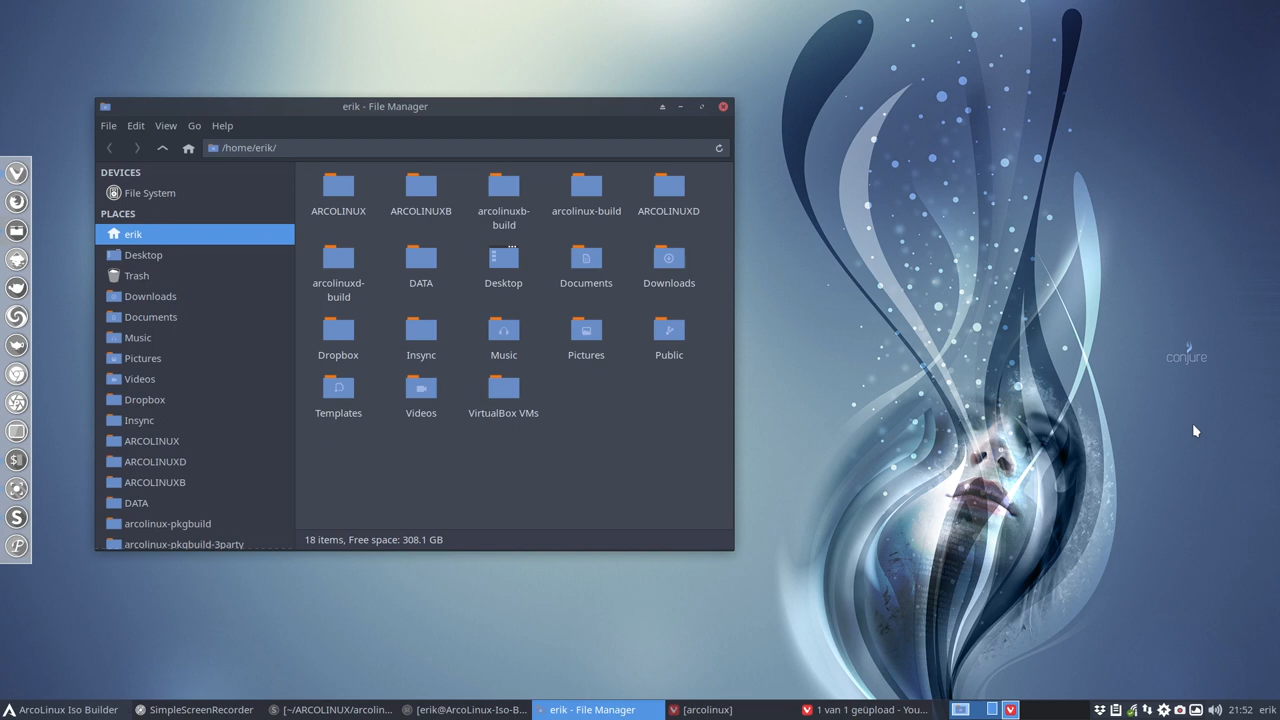 erik - File Manager
File Edit View Go Help
/home/erik/
DEVICES
File System
PLACES
erik
Desktop
Trash
Downloads
Documents
Music
Pictures
Videos
Dropbox
Insync
ARCOLINUX
ARCOLINUXD
ARCOLINUXB
DATA
arcolinux-pkgbuild
arcolinux-pkgbuild-3party
ARCOLINUX ARCOLINUXB arcolinuxb- arcolinux-build ARCOLINUXD
build
arcolinuxd- DATA Desktop Documents Downloads
build
Dropbox Insync Music Pictures Public
Templates Videos VirtualBox VMs
18 items, Free space: 308.1 GB
conjure
ArcoLinux Iso Builder SimpleScreenRecorder [~/ARCOLINUX/arcolin... [erik@ArcoLinux-Iso-B... erik - File Manager [arcolinux] 1 van 1 geüpload - You... 21:52 erik